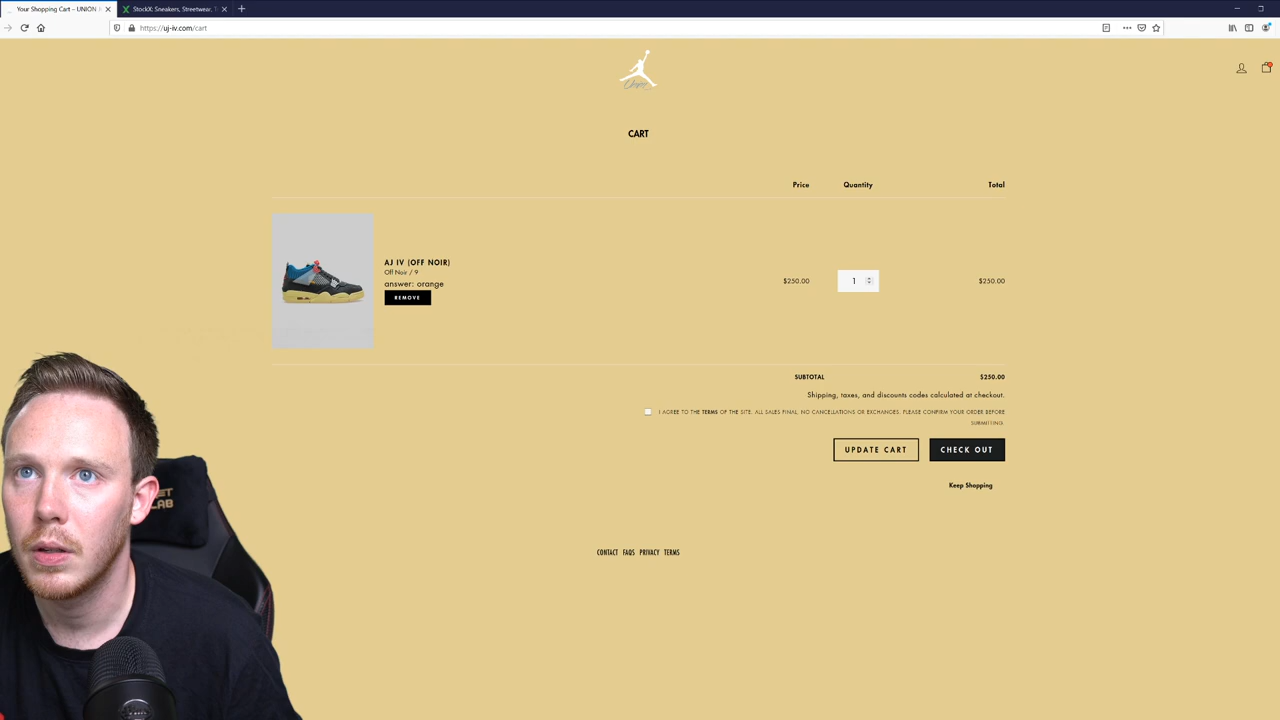 Your Shopping Cart – UNION
StockX: Sneakers, Streetwear, T
https://uj-iv.com/cart
CART
Price Quantity Total
AJ IV (OFF NOIR)
Off Noir / 9
answer: orange
REMOVE
$250.00 1 $250.00
SUBTOTAL $250.00
Shipping, taxes, and discounts codes calculated at checkout.
I AGREE TO THE TERMS OF THE SITE. ALL SALES FINAL. NO CANCELLATIONS OR EXCHANGES. PLEASE CONFIRM YOUR ORDER BEFORE
SUBMITTING.
UPDATE CART CHECK OUT
Keep Shopping
CONTACT FAQS PRIVACY TERMS